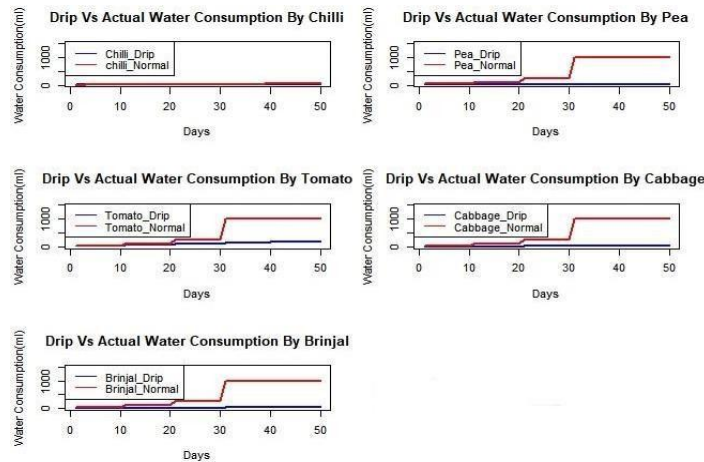 Drip Vs Actual Water Consumption By Chilli
Water Consumption(ml)
0 1000
Chilli_Drip
chilli_Normal
0 10 20 30 40 50
Days
Drip Vs Actual Water Consumption By Pea
Water Consumption(ml)
0 1000
Pea_Drip
Pea_Normal
0 10 20 30 40 50
Days
Drip Vs Actual Water Consumption By Tomato
Water Consumption(ml)
0 1000
Tomato_Drip
Tomato_Normal
0 10 20 30 40 50
Days
Drip Vs Actual Water Consumption By Cabbage
Water Consumption(ml)
0 1000
Cabbage_Drip
Cabbage_Normal
0 10 20 30 40 50
Days
Drip Vs Actual Water Consumption By Brinjal
Water Consumption(ml)
0 1000
Brinjal_Drip
Brinjal_Normal
0 10 20 30 40 50
Days